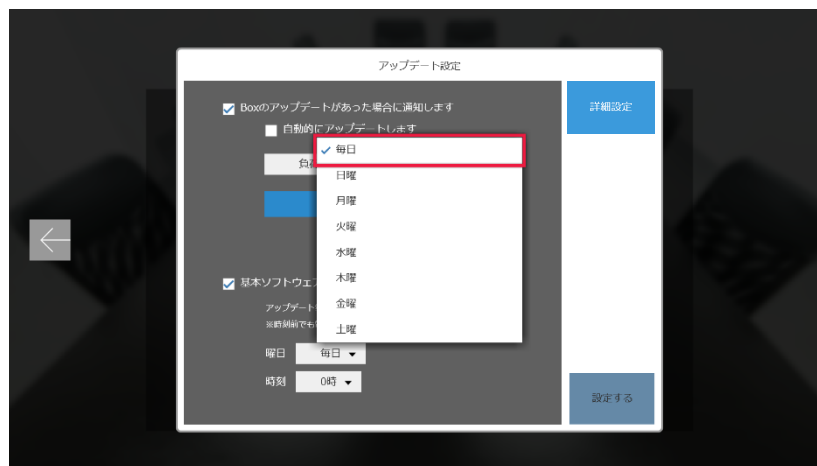 アップデート設定
Boxのアップデートがあった場合に通知します
詳細設定
自動的にアップデートします
毎日
負荷
日曜
月曜
火曜
水曜
基本ソフトウェア
木曜
アップデート
金曜
※時刻前でも
土曜
曜日 毎日
時刻 0時
設定する